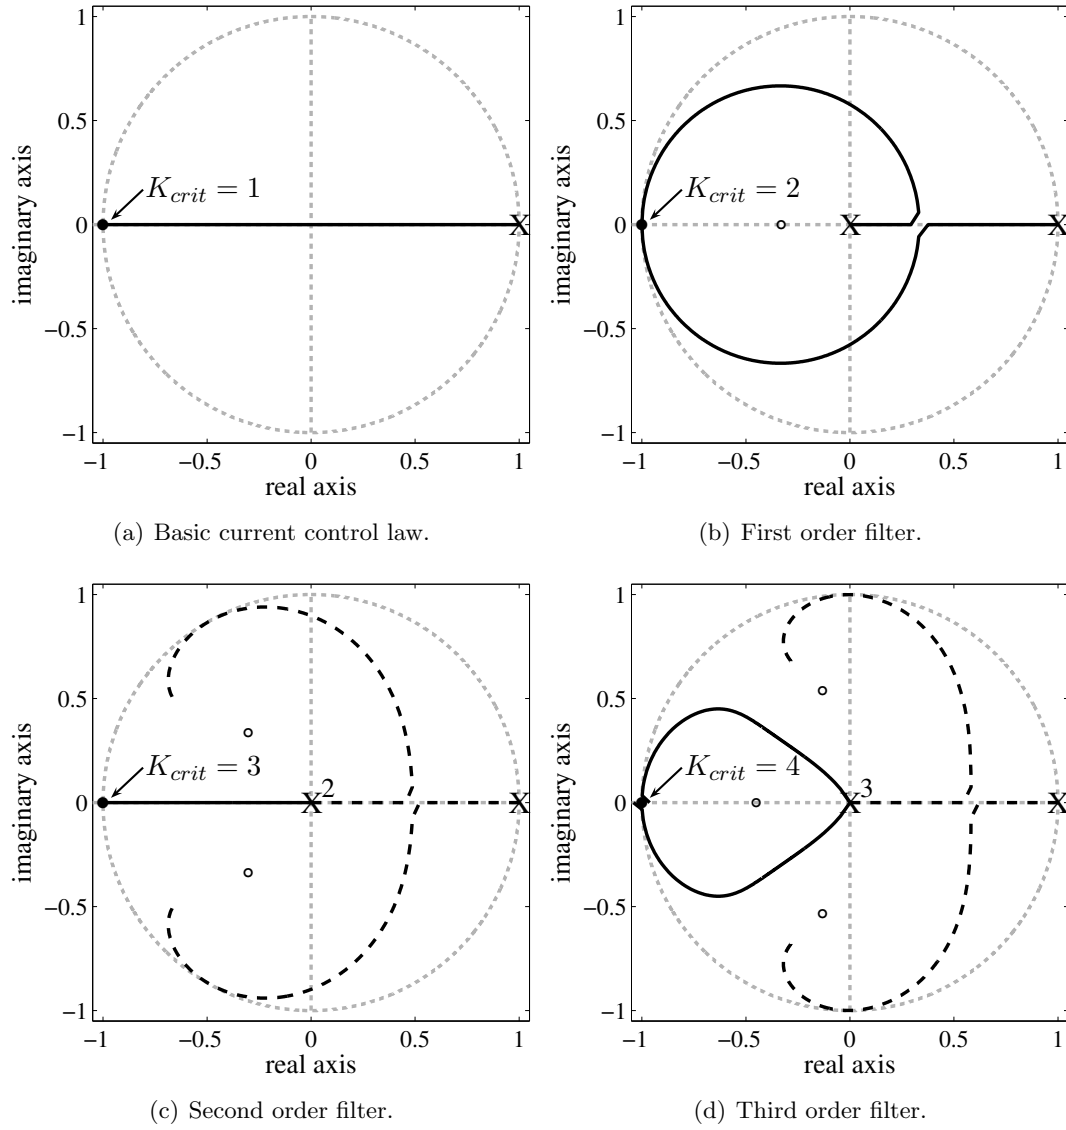 1
0.5
0
−0.5
−1
imaginary axis
K_crit = 1
X
−1 −0.5 0 0.5 1
real axis
(a) Basic current control law.
1
0.5
0
−0.5
−1
imaginary axis
K_crit = 2
X X
−1 −0.5 0 0.5 1
real axis
(b) First order filter.
1
0.5
0
−0.5
−1
imaginary axis
K_crit = 3
X2 X
−1 −0.5 0 0.5 1
real axis
(c) Second order filter.
1
0.5
0
−0.5
−1
imaginary axis
K_crit = 4
X3 X
−1 −0.5 0 0.5 1
real axis
(d) Third order filter.